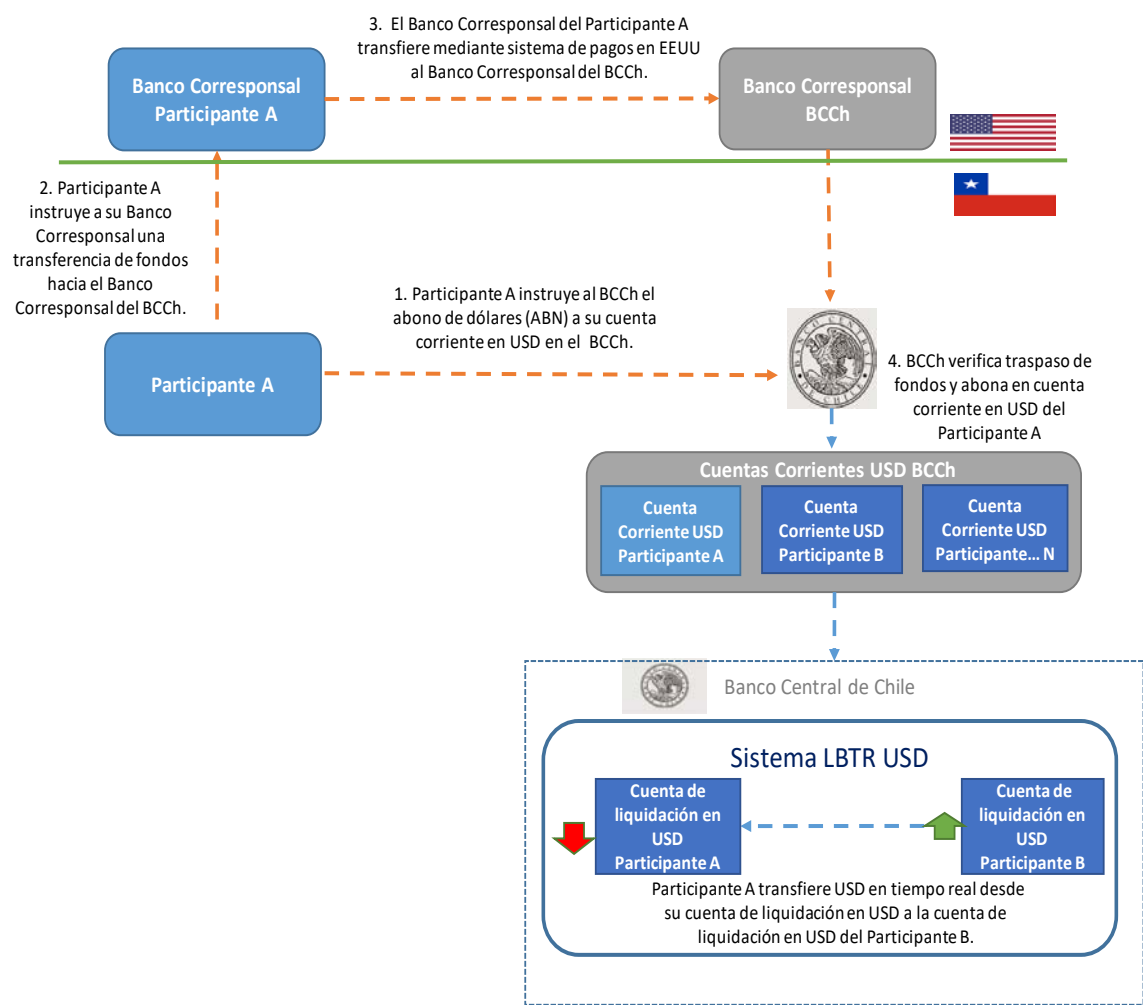 3. El Banco Corresponsal del Participante A
transfiere mediante sistema de pagos en EEUU
al Banco Corresponsal del BCCh.
Banco Corresponsal
Participante A
Banco Corresponsal
BCCh
2. Participante A
instruye a su Banco
Corresponsal una
transferencia de fondos
hacia el Banco
Corresponsal del BCCh.
1. Participante A instruye al BCCh el
abono de dólares (ABN) a su cuenta
corriente en USD en el BCCh.
Participante A
BANCO CENTRAL
DE CHILE
4. BCCh verifica traspaso de
fondos y abona en cuenta
corriente en USD del
Participante A
Cuentas Corrientes USD BCCh
Cuenta
Corriente USD
Participante A
Cuenta
Corriente USD
Participante B
Cuenta
Corriente USD
Participante... N
Banco Central de Chile
Sistema LBTR USD
Cuenta de
liquidación en
USD
Participante A
Cuenta de
liquidación en
USD
Participante B
Participante A transfiere USD en tiempo real desde
su cuenta de liquidación en USD a la cuenta de
liquidación en USD del Participante B.